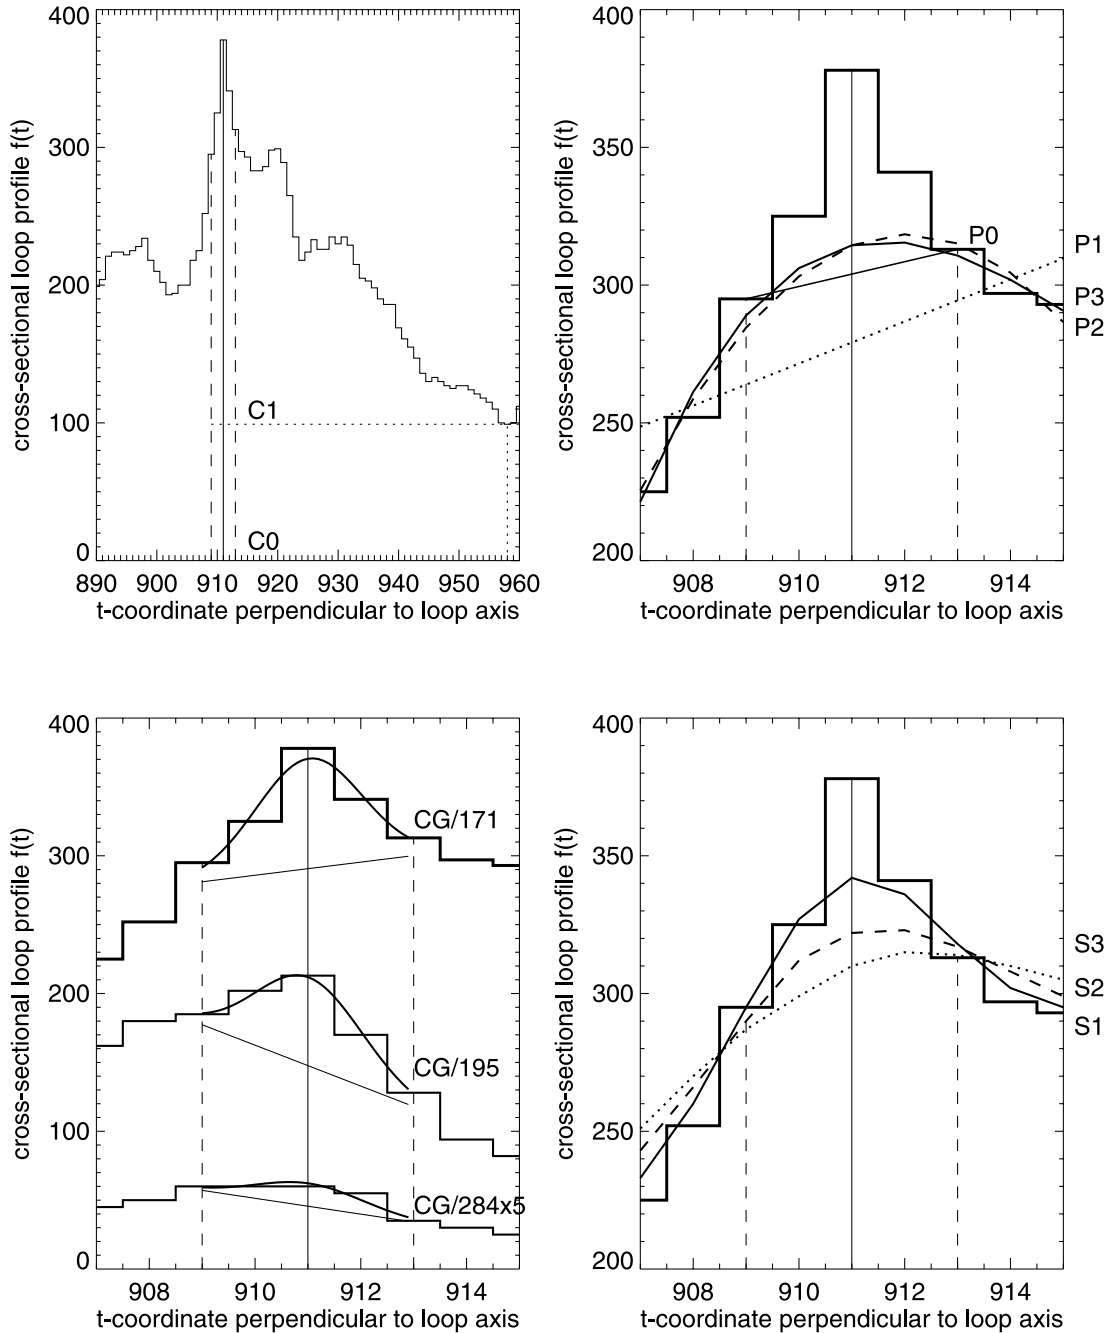 400
300
200
100
0
cross-sectional loop profile f(t)
C1
C0
890 900 910 920 930 940 950 960
t-coordinate perpendicular to loop axis
400
350
300
250
200
cross-sectional loop profile f(t)
P0
P1
P3
P2
908 910 912 914
t-coordinate perpendicular to loop axis
400
300
200
100
0
cross-sectional loop profile f(t)
CG/171
CG/195
CG/284x5
908 910 912 914
t-coordinate perpendicular to loop axis
400
350
300
250
200
cross-sectional loop profile f(t)
S3
S2
S1
908 910 912 914
t-coordinate perpendicular to loop axis